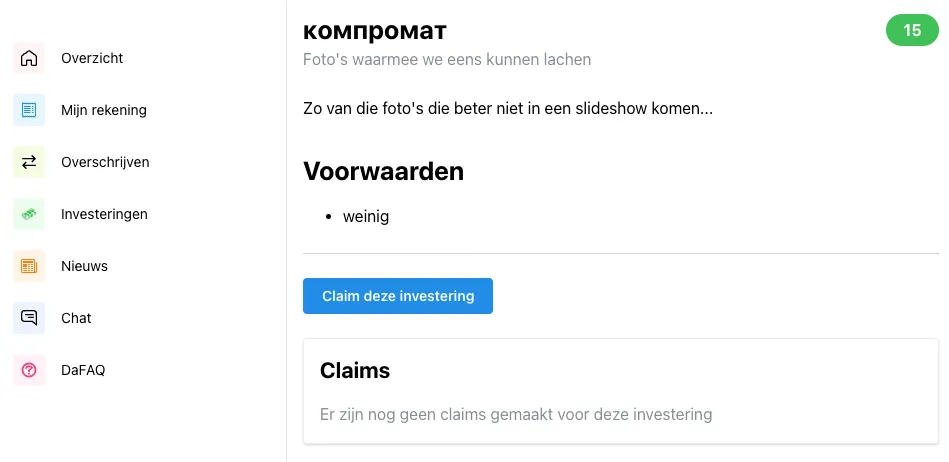 Overzicht
Mijn rekening
Overschrijven
Investeringen
Nieuws
Chat
DaFAQ
компромат
15
Foto's waarmee we eens kunnen lachen
Zo van die foto's die beter niet in een slideshow komen...
Voorwaarden
• weinig
Claim deze investering
Claims
Er zijn nog geen claims gemaakt voor deze investering